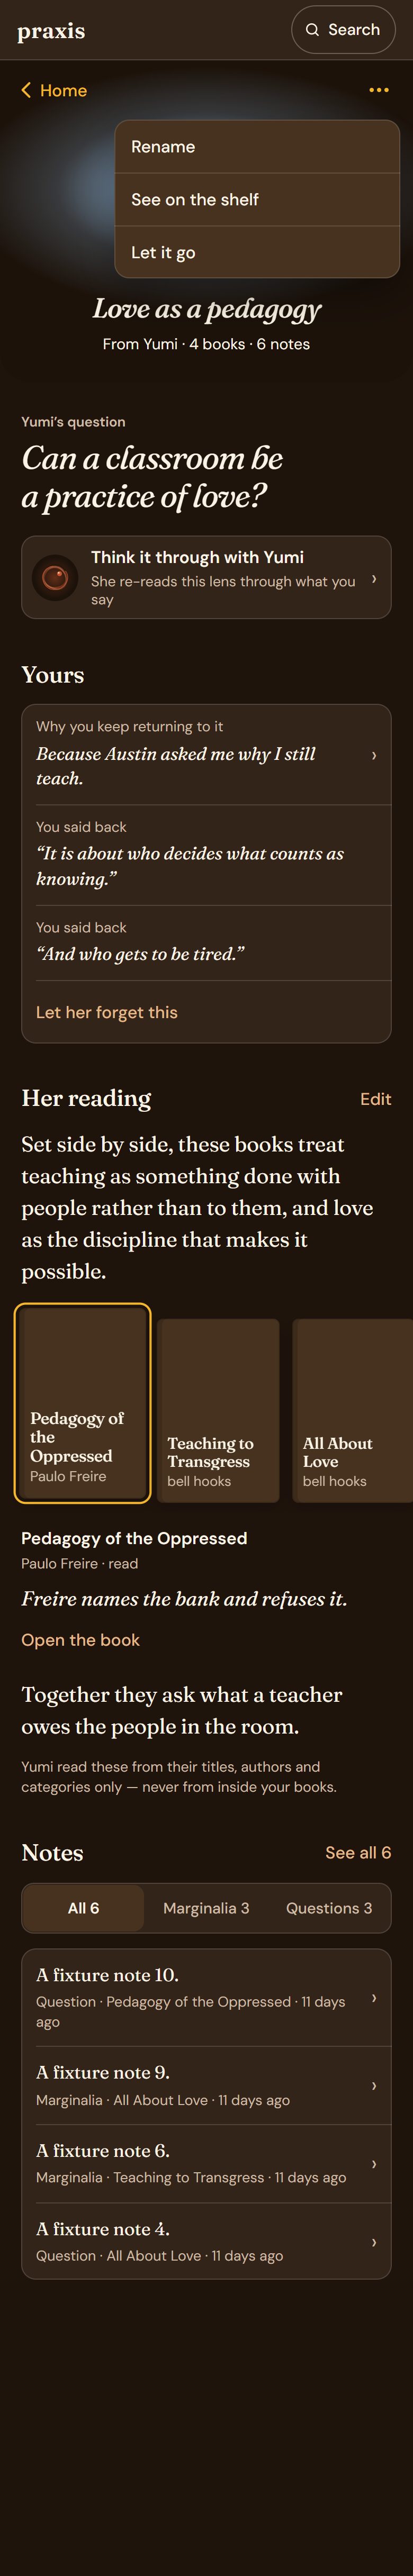 praxis
Search
Home
Rename
See on the shelf
Let it go
Love as a pedagogy
From Yumi · 4 books · 6 notes
Yumi’s question
Can a classroom be
a practice of love?
Think it through with Yumi
She re-reads this lens through what you
say
Yours
Why you keep returning to it
Because Austin asked me why I still
teach.
You said back
“It is about who decides what counts as
knowing.”
You said back
“And who gets to be tired.”
Let her forget this
Her reading
Edit
Set side by side, these books treat
teaching as something done with
people rather than to them, and love
as the discipline that makes it
possible.
Pedagogy of
the
Oppressed
Paulo Freire
Teaching to
Transgress
bell hooks
All About
Love
bell hooks
Pedagogy of the Oppressed
Paulo Freire · read
Freire names the bank and refuses it.
Open the book
Together they ask what a teacher
owes the people in the room.
Yumi read these from their titles, authors and
categories only — never from inside your books.
Notes
See all 6
All 6
Marginalia 3
Questions 3
A fixture note 10.
Question · Pedagogy of the Oppressed · 11 days
ago
A fixture note 9.
Marginalia · All About Love · 11 days ago
A fixture note 6.
Marginalia · Teaching to Transgress · 11 days ago
A fixture note 4.
Question · All About Love · 11 days ago